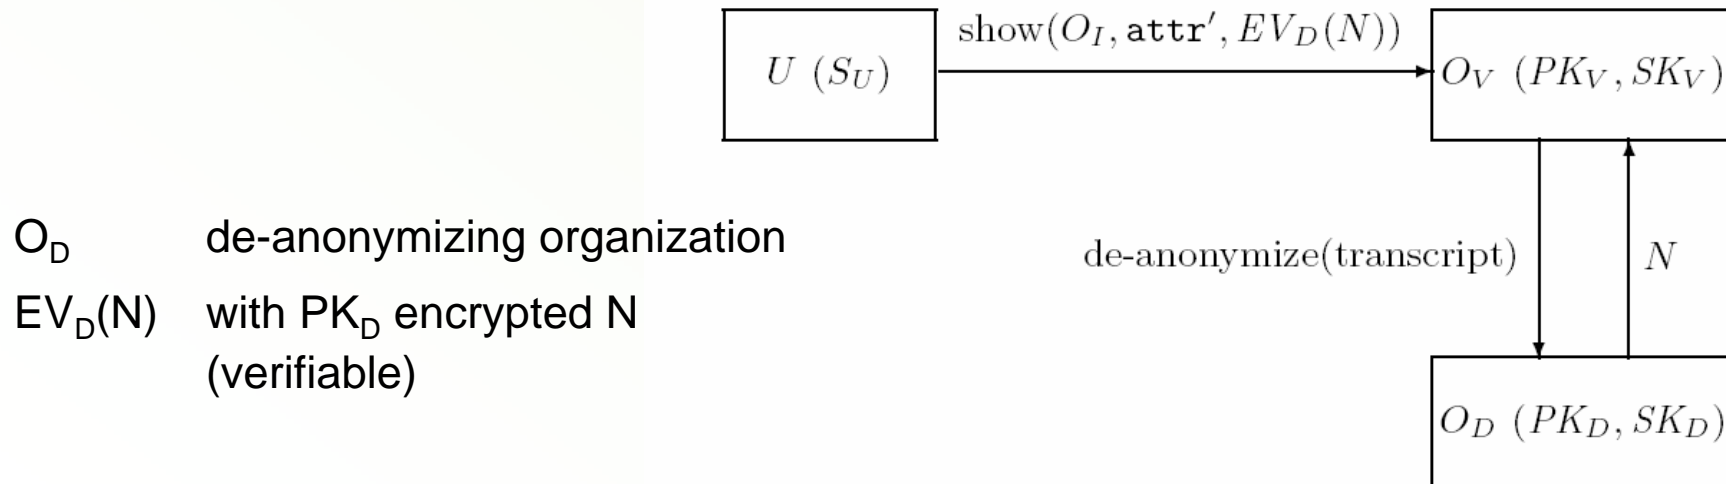 show(O_I, attr′, EV_D(N))
U (S_U)
O_V (PK_V, SK_V)
O_D de-anonymizing organization
de-anonymize(transcript)
N
EV_D(N) with PK_D encrypted N
(verifiable)
O_D (PK_D, SK_D)